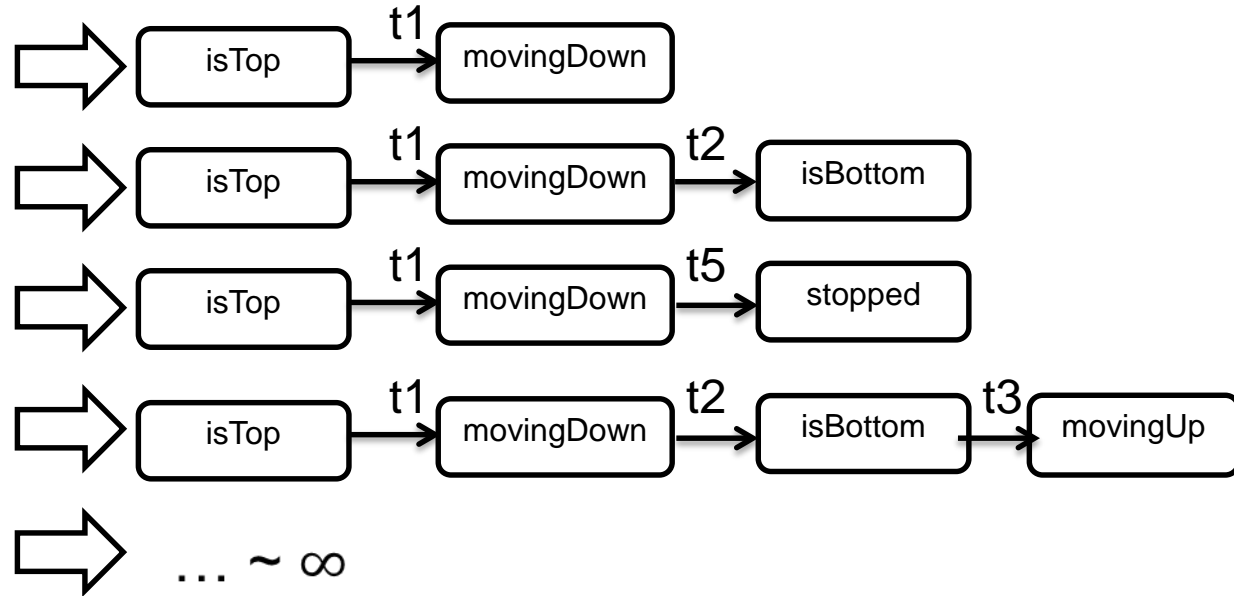 t1
isTop movingDown
t1 t2
isTop movingDown isBottom
t1 t5
isTop movingDown stopped
t1 t2 t3
isTop movingDown isBottom movingUp
... ~ ∞